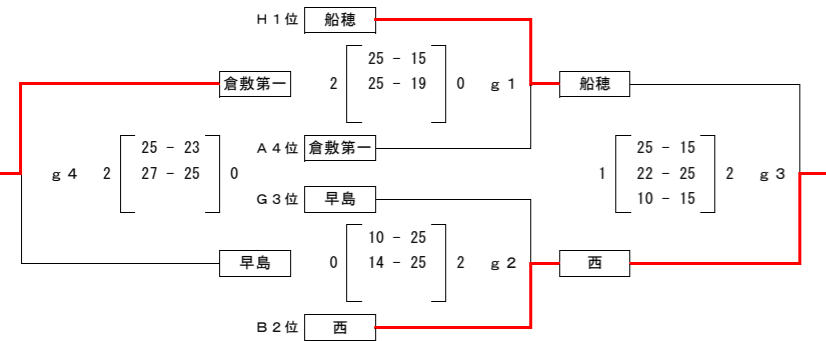 Ｈ１位 船穂
25 - 15
倉敷第一 2 25 - 19 0 ｇ１ 船穂
25 - 23 Ａ４位 倉敷第一 25 - 15
ｇ４ 2 27 - 25 0 1 22 - 25 2 ｇ３
Ｇ３位 早島 10 - 15
10 - 25
早島 0 14 - 25 2 ｇ２ 西
Ｂ２位 西